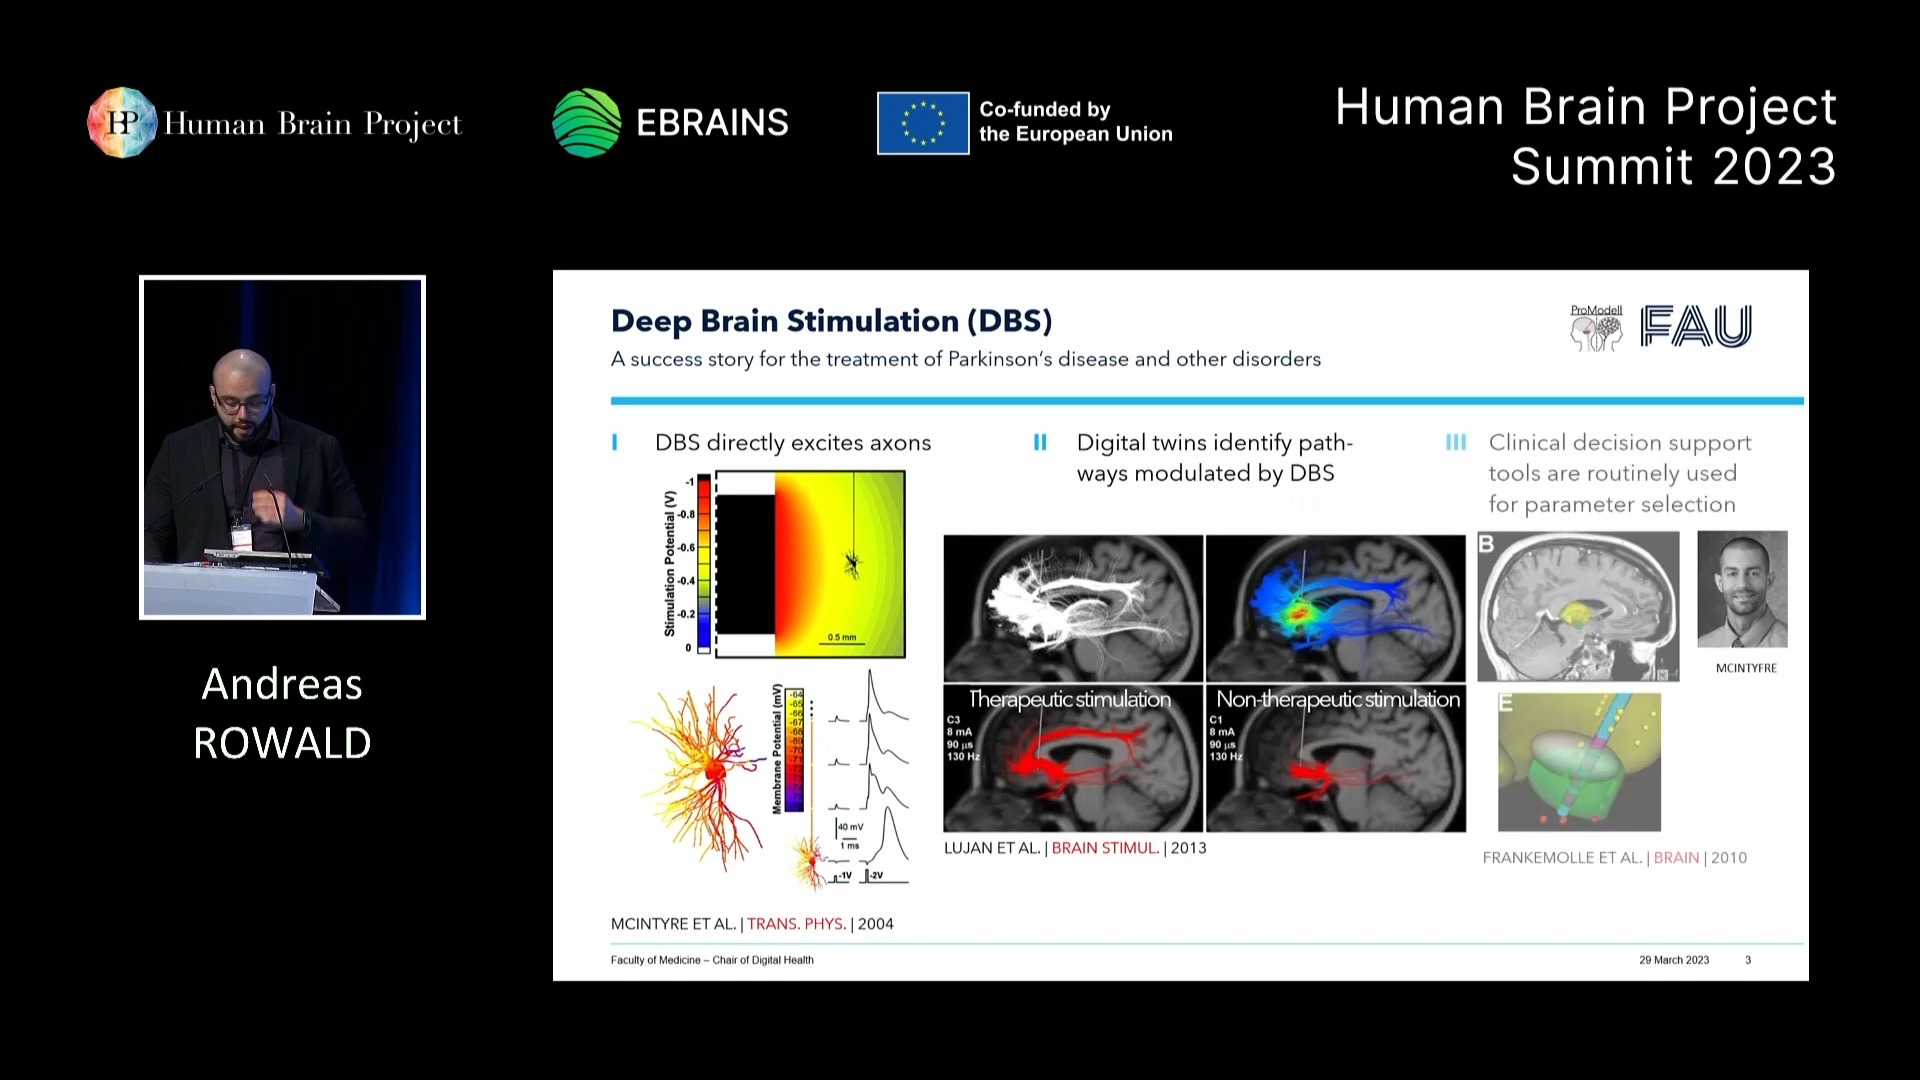 HP Human Brain Project
EBRAINS
Co-funded by
the European Union
Human Brain Project
Summit 2023
Andreas
ROWALD
Deep Brain Stimulation (DBS)
A success story for the treatment of Parkinson's disease and other disorders
ProModell
FAU
I DBS directly excites axons
Stimulation Potential (V)
-1
-0.8
-0.6
-0.4
-0.2
0
0.5 mm
Membrane Potential (mV)
-64
-65
-66
-67
-68
-69
-70
-71
40 mV
1 ms
-1V
-2V
MCINTYRE ET AL. | TRANS. PHYS. | 2004
II Digital twins identify path-
ways modulated by DBS
Therapeutic stimulation
C3
8 mA
90 µs
130 Hz
Non-therapeutic stimulation
C1
8 mA
90 µs
130 Hz
LUJAN ET AL. | BRAIN STIMUL. | 2013
III Clinical decision support
tools are routinely used
for parameter selection
B
MCINTYFRE
E
FRANKEMOLLE ET AL. | BRAIN | 2010
Faculty of Medicine – Chair of Digital Health
29 March 2023
3